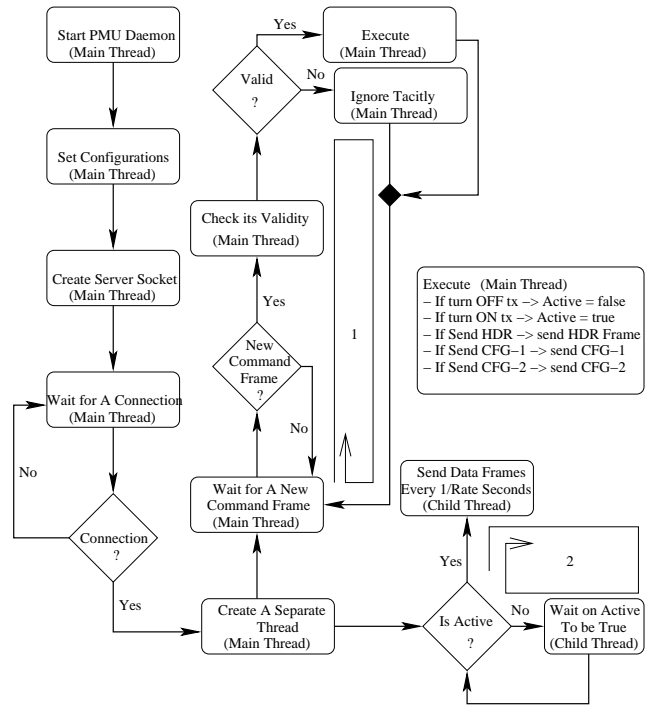 Start PMU Daemon
(Main Thread)
Set Configurations
(Main Thread)
Create Server Socket
(Main Thread)
Wait for A Connection
(Main Thread)
No
Connection
?
Yes
Create A Separate
Thread
(Main Thread)
Wait for A New
Command Frame
(Main Thread)
New
Command
Frame
?
No
Yes
Check its Validity
(Main Thread)
Valid
?
Yes
No
Execute
(Main Thread)
Ignore Tacitly
(Main Thread)
1
Execute (Main Thread)
– If turn OFF tx –> Active = false
– If turn ON tx –> Active = true
– If Send HDR –> send HDR Frame
– If Send CFG–1 –> send CFG–1
– If Send CFG–2 –> send CFG–2
Send Data Frames
Every 1/Rate Seconds
(Child Thread)
Yes
2
Is Active
?
No
Wait on Active
To be True
(Child Thread)